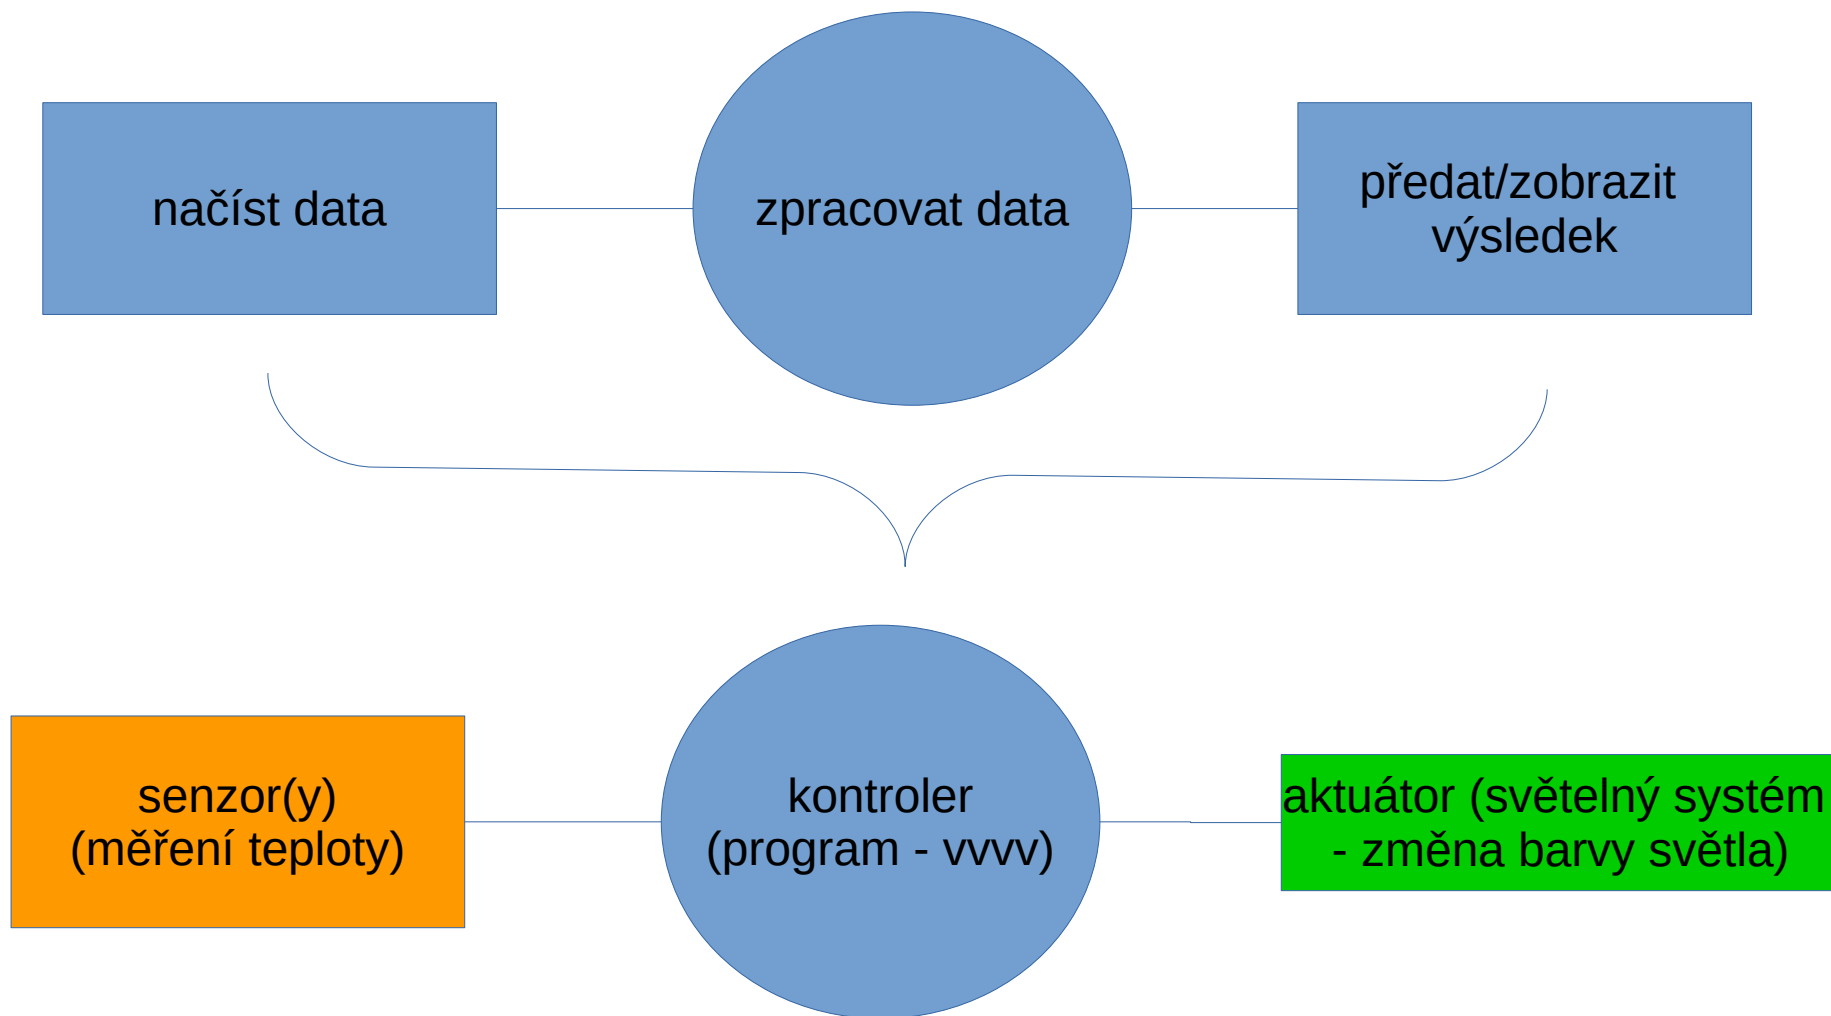 načíst data
zpracovat data
předat/zobrazit
výsledek
senzor(y)
(měření teploty)
kontroler
(program - vvvv)
aktuátor (světelný systém
- změna barvy světla)